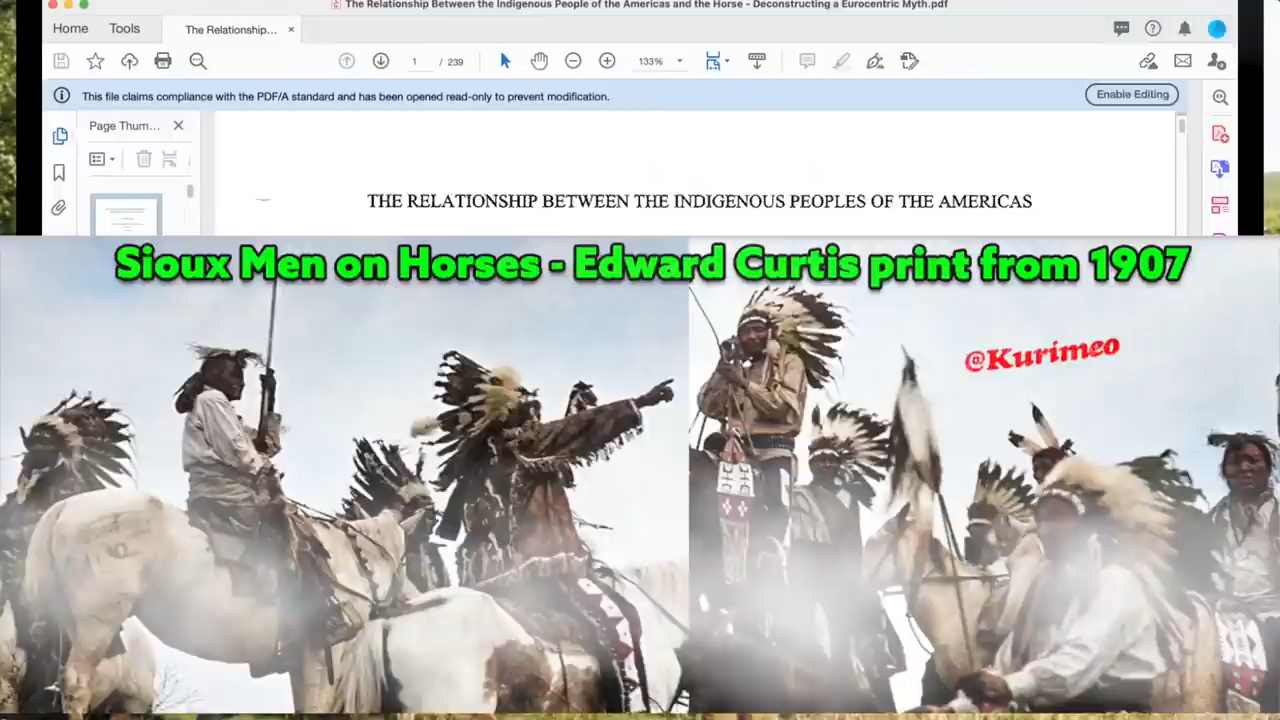 The Relationship Between the Indigenous People of the Americas and the Horse - Deconstructing a Eurocentric Myth.pdf
Home Tools The Relationship... ×
1 / 239 133%
This file claims compliance with the PDF/A standard and has been opened read-only to prevent modification. Enable Editing
Page Thum...
THE RELATIONSHIP BETWEEN THE INDIGENOUS PEOPLES OF THE AMERICAS
Sioux Men on Horses - Edward Curtis print from 1907
@Kurimeo